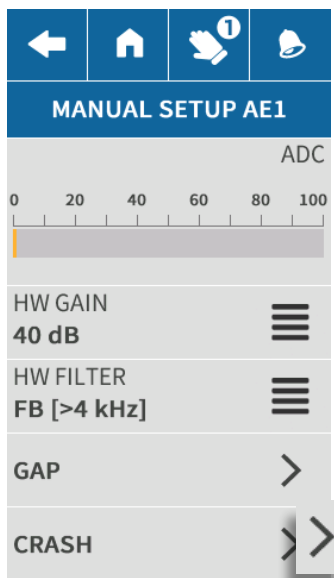 1
MANUAL SETUP AE1
ADC
0 20 40 60 80 100
HW GAIN
40 dB
HW FILTER
FB [>4 kHz]
GAP
CRASH